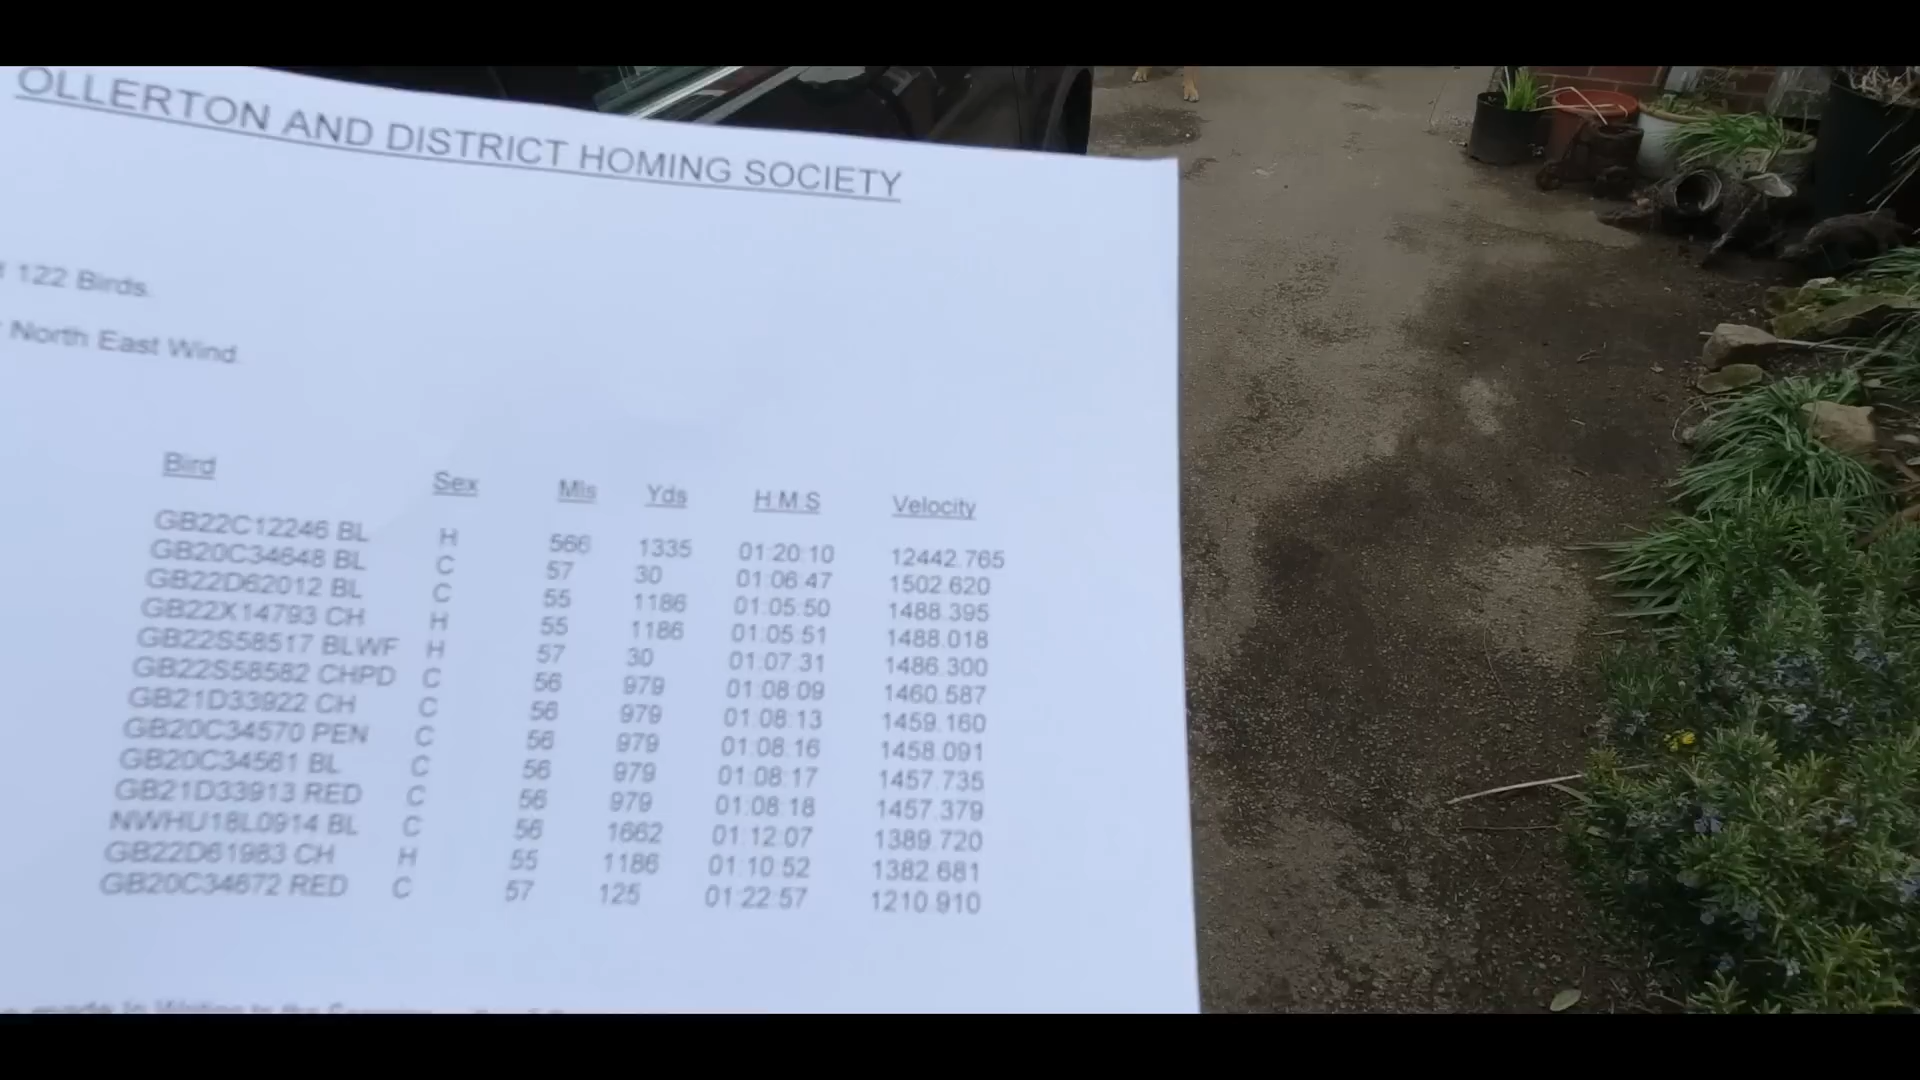 OLLERTON AND DISTRICT HOMING SOCIETY
122 Birds.
North East Wind.
Bird Sex Mls Yds H M S Velocity
GB22C12246 BL H 566 1335 01:20:10 12442.765
GB20C34648 BL C 57 30 01:06:47 1502.620
GB22D62012 BL C 55 1186 01:05:50 1488.395
GB22X14793 CH H 55 1186 01:05:51 1488.018
GB22S58517 BLWF H 57 30 01:07:31 1486.300
GB22S58582 CHPD C 56 979 01:08:09 1460.587
GB21D33922 CH C 56 979 01:08:13 1459.160
GB20C34570 PEN C 56 979 01:08:16 1458.091
GB20C34561 BL C 56 979 01:08:17 1457.735
GB21D33913 RED C 56 979 01:08:18 1457.379
NWHU18L0914 BL C 56 1662 01:12:07 1389.720
GB22D61983 CH H 55 1186 01:10:52 1382.681
GB20C34672 RED C 57 125 01:22:57 1210.910